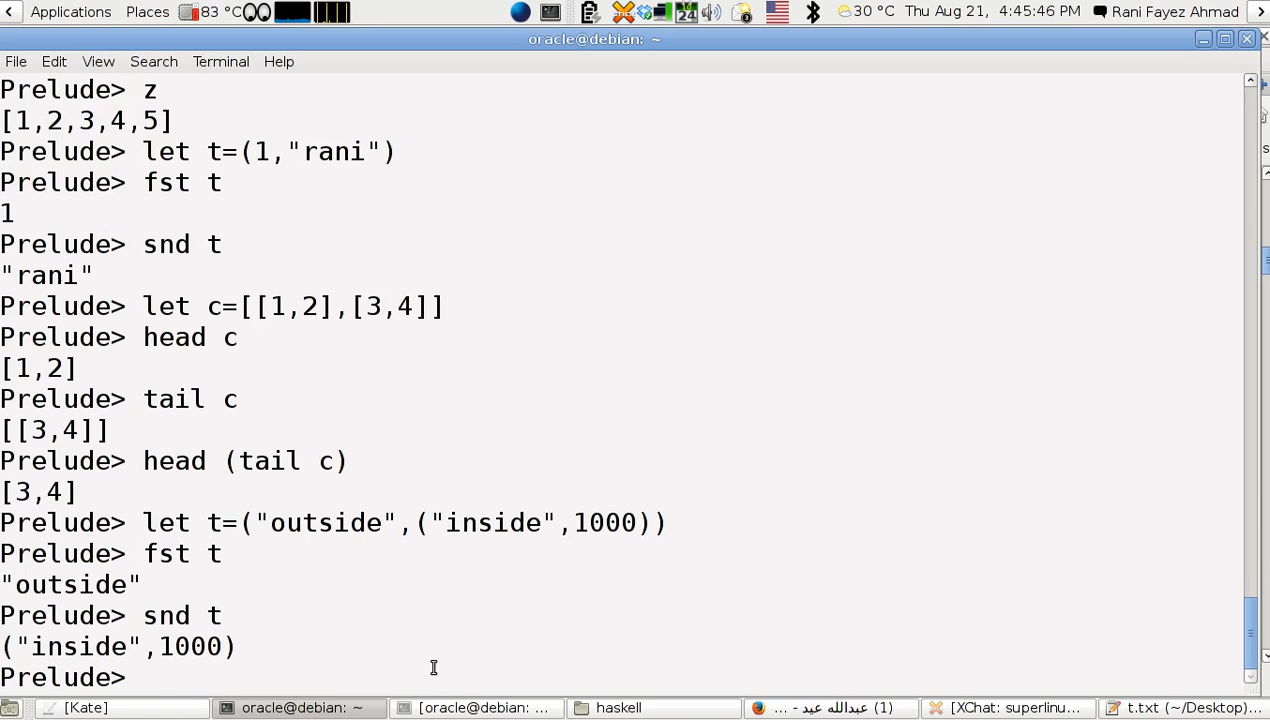 Applications Places 83 °C 24 30 °C Thu Aug 21, 4:45:46 PM Rani Fayez Ahmad
oracle@debian: ~
File Edit View Search Terminal Help
Prelude> z
[1,2,3,4,5]
Prelude> let t=(1,"rani")
Prelude> fst t
1
Prelude> snd t
"rani"
Prelude> let c=[[1,2],[3,4]]
Prelude> head c
[1,2]
Prelude> tail c
[[3,4]]
Prelude> head (tail c)
[3,4]
Prelude> let t=("outside",("inside",1000))
Prelude> fst t
"outside"
Prelude> snd t
("inside",1000)
Prelude>
[Kate] oracle@debian: ~ [oracle@debian: ... haskell ... - عبدالله عيد (1) [XChat: superlinu... t.txt (~/Desktop)...